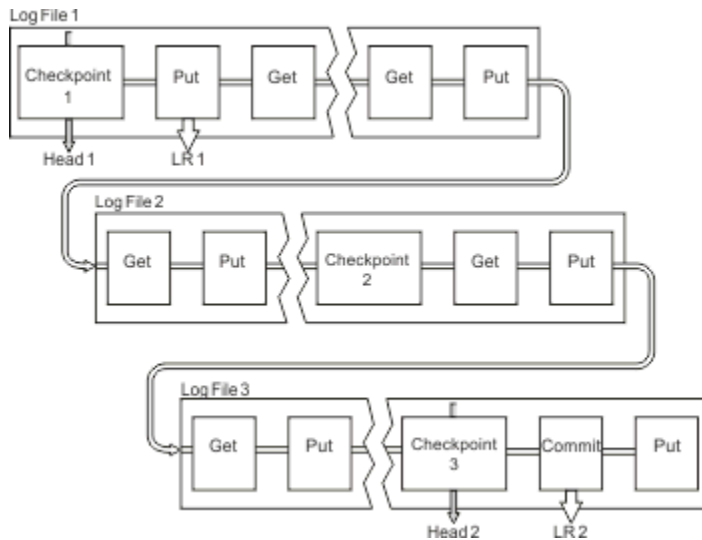 Log File 1
Checkpoint
1
Put
Get
Get
Put
Head 1
LR 1
Log File 2
Get
Put
Checkpoint
2
Get
Put
Log File 3
Get
Put
Checkpoint
3
Commit
Put
Head 2
LR 2